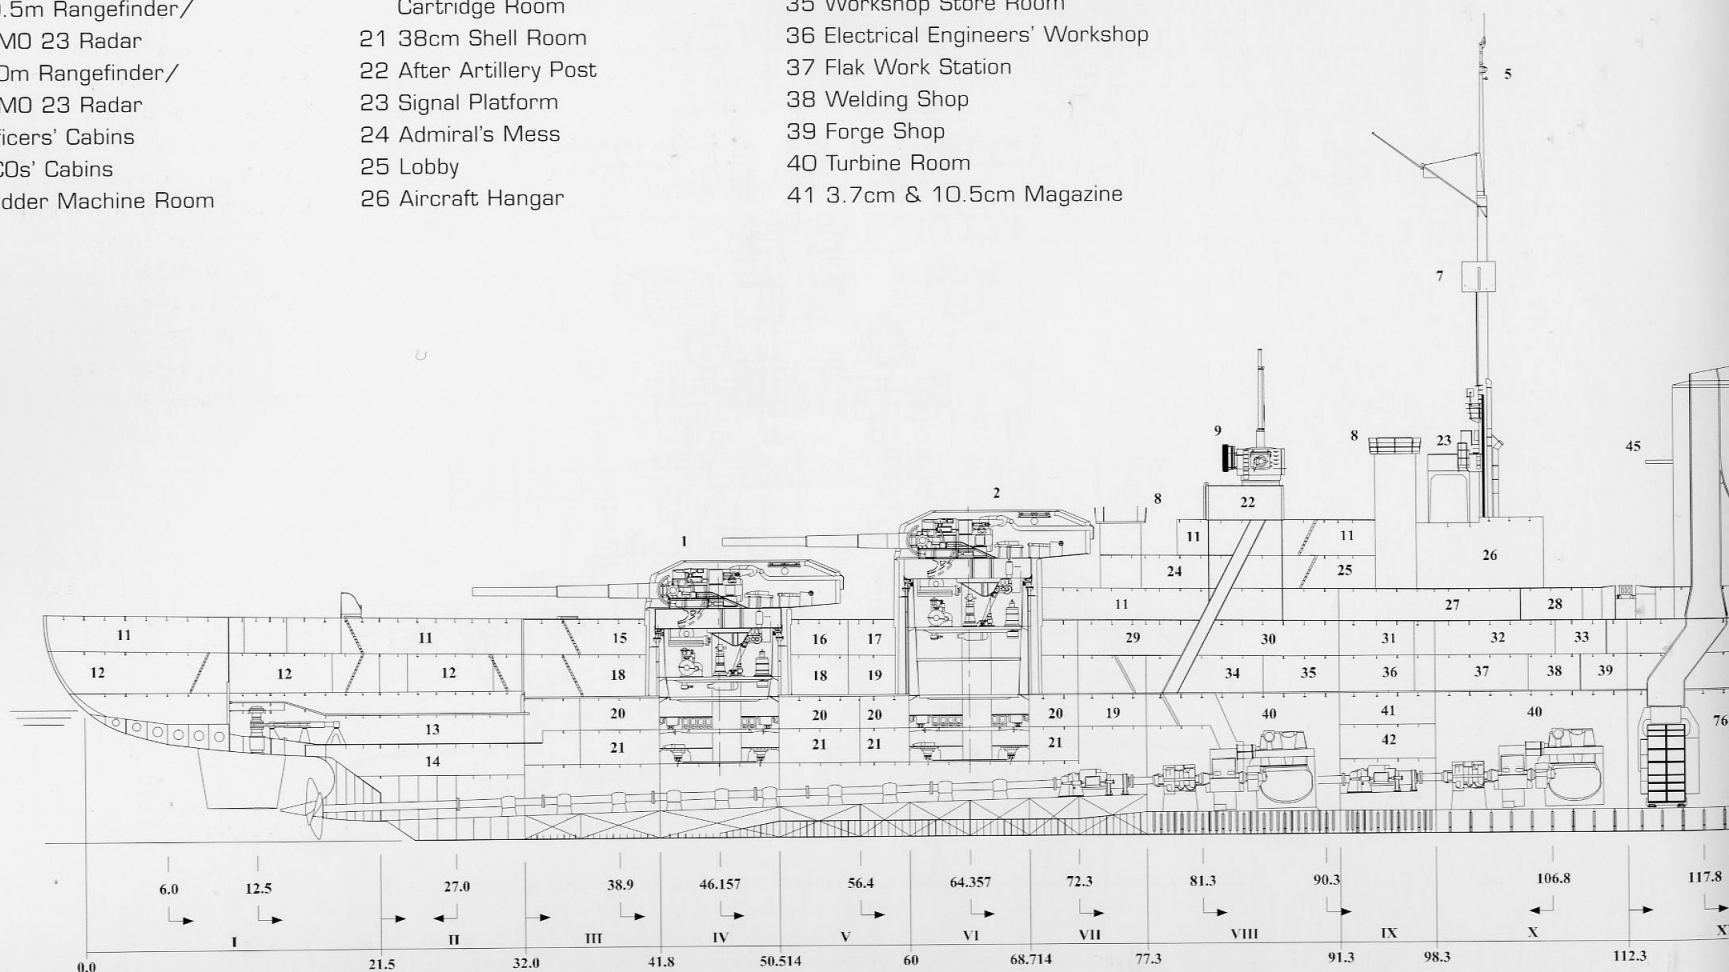 .5m Rangefinder/
MO 23 Radar
0m Rangefinder/
MO 23 Radar
ficers' Cabins
COs' Cabins
dder Machine Room
Cartridge Room
21 38cm Shell Room
22 After Artillery Post
23 Signal Platform
24 Admiral's Mess
25 Lobby
26 Aircraft Hangar
35 Workshop Store Room
36 Electrical Engineers' Workshop
37 Flak Work Station
38 Welding Shop
39 Forge Shop
40 Turbine Room
41 3.7cm & 10.5cm Magazine
5
7
9 8 23 45
2 8 22
1 11 11 26
24 25
11 27 28
11 11 15 16 17 29 30 31 32 33
12 12 12 18 18 19 34 35 36 37 38 39
13 20 20 20 20 19 40 41 40 76
14 21 21 21 21 42
6.0 12.5 27.0 38.9 46.157 56.4 64.357 72.3 81.3 90.3 106.8 117.8
I II III IV V VI VII VIII IX X X
0.0 21.5 32.0 41.8 50.514 60 68.714 77.3 91.3 98.3 112.3